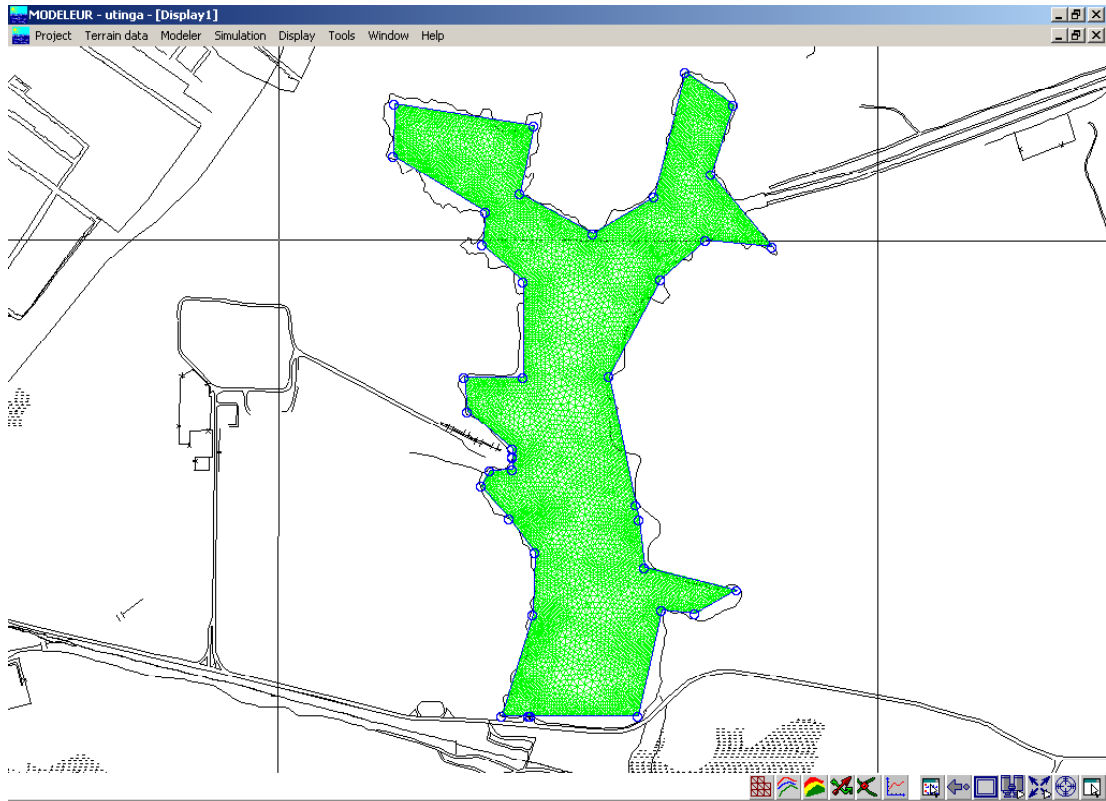 MODELEUR - utinga - [Display1]
Project Terrain data Modeler Simulation Display Tools Window Help